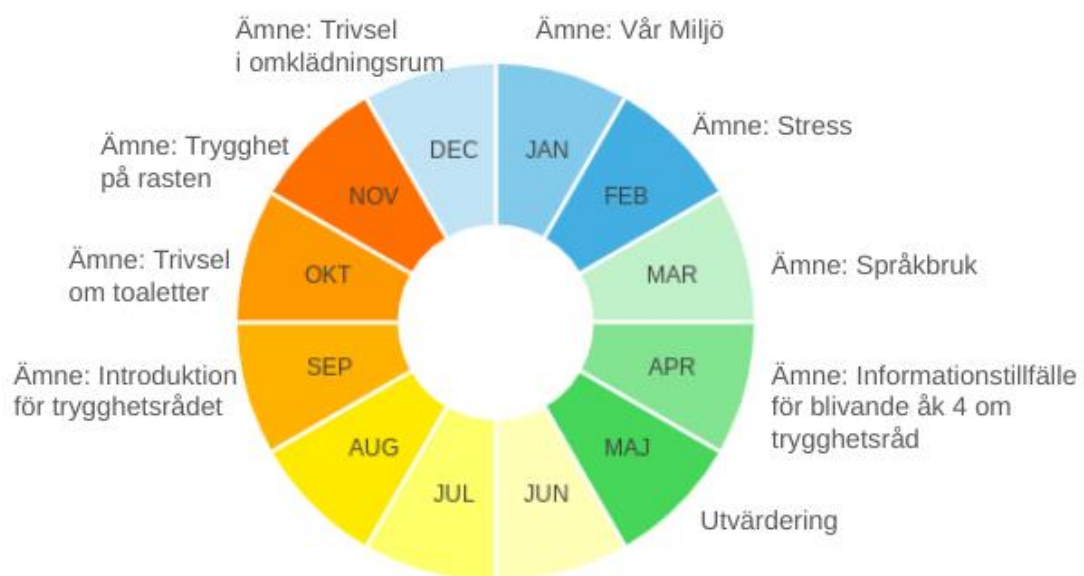 Ämne: Trivsel
i omklädningsrum
Ämne: Vår Miljö
Ämne: Stress
Ämne: Språkbruk
Ämne: Informationstillfälle
för blivande åk 4 om
trygghetsråd
Utvärdering
Ämne: Introduktion
för trygghetsrådet
Ämne: Trivsel
om toaletter
Ämne: Trygghet
på rasten
JAN
FEB
MAR
APR
MAJ
JUN
JUL
AUG
SEP
OKT
NOV
DEC